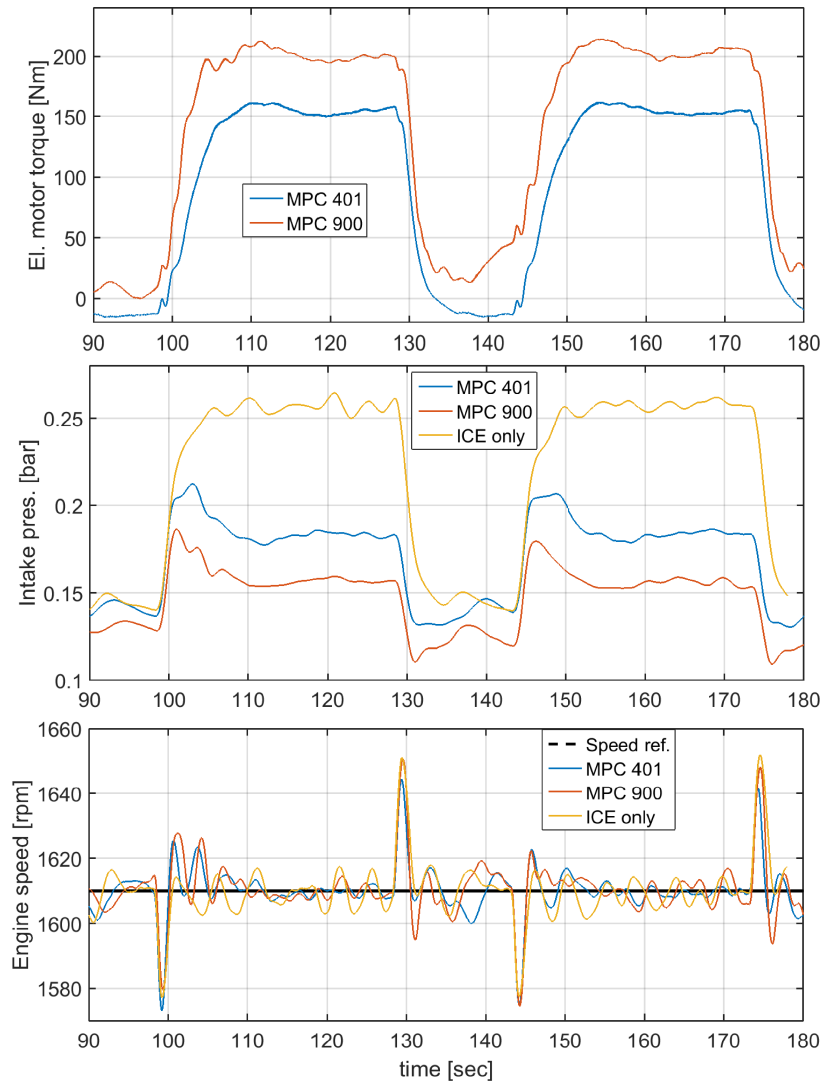 El. motor torque [Nm]
200
150
100
50
0
MPC 401
MPC 900
90 100 110 120 130 140 150 160 170 180
Intake pres. [bar]
0.25
0.2
0.15
0.1
MPC 401
MPC 900
ICE only
90 100 110 120 130 140 150 160 170 180
Engine speed [rpm]
1660
1640
1620
1600
1580
Speed ref.
MPC 401
MPC 900
ICE only
90 100 110 120 130 140 150 160 170 180
time [sec]